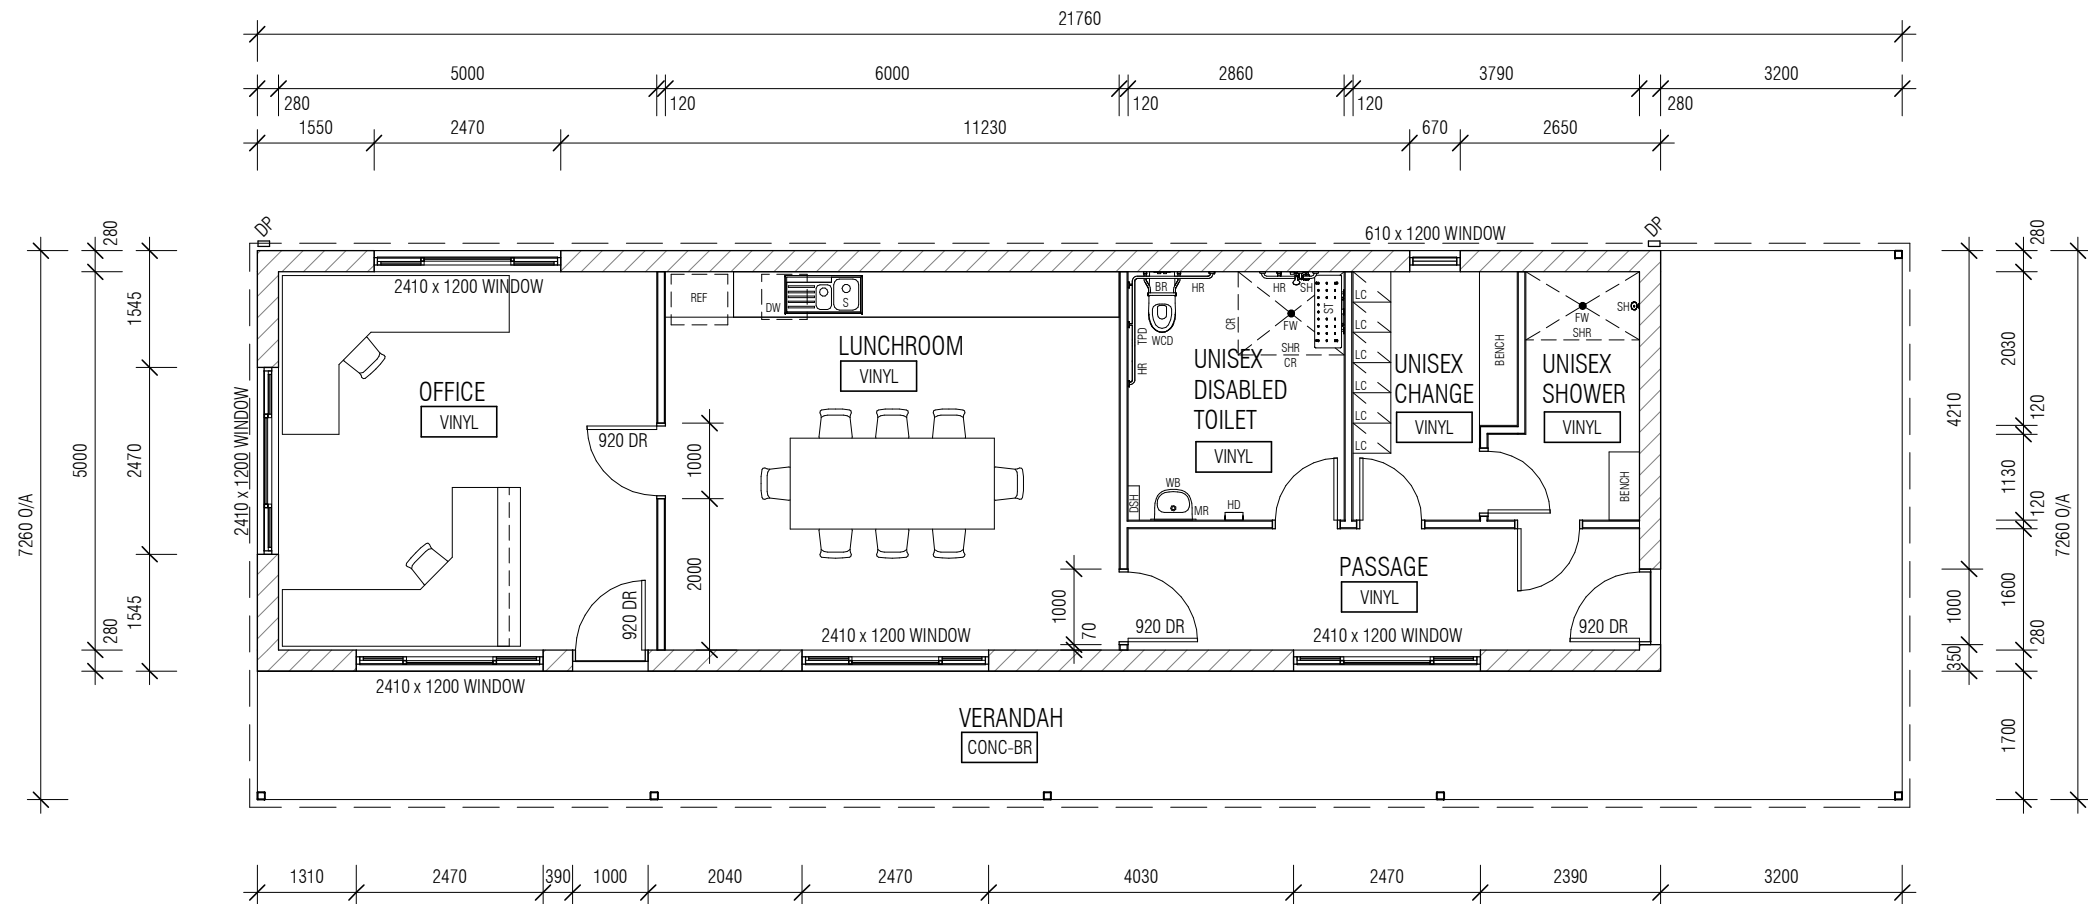 21760
5000
6000
2860
3790
3200
280
120
120
120
280
1550
2470
11230
670
2650
DP
DP
610 x 1200 WINDOW
280
1545
2470
1545
280
5000
7260 O/A
2410 x 1200 WINDOW
2410 x 1200 WINDOW
OFFICE
VINYL
920 DR
920 DR
2410 x 1200 WINDOW
REF
DW
S
LUNCHROOM
VINYL
1000
2000
2410 x 1200 WINDOW
BR
HR
WCD
TPD
HR
HR
SH
ST
CR
FW
SHR
CR
UNISEX
DISABLED
TOILET
VINYL
DSH
WB
MR
HD
LC
LC
LC
LC
LC
LC
UNISEX
CHANGE
VINYL
BENCH
SH
FW
SHR
UNISEX
SHOWER
VINYL
BENCH
PASSAGE
VINYL
1000
70
920 DR
2410 x 1200 WINDOW
920 DR
VERANDAH
CONC-BR
4210
1000
350
280
2030
120
1130
120
1600
280
1700
7260 O/A
1310
2470
390
1000
2040
2470
4030
2470
2390
3200